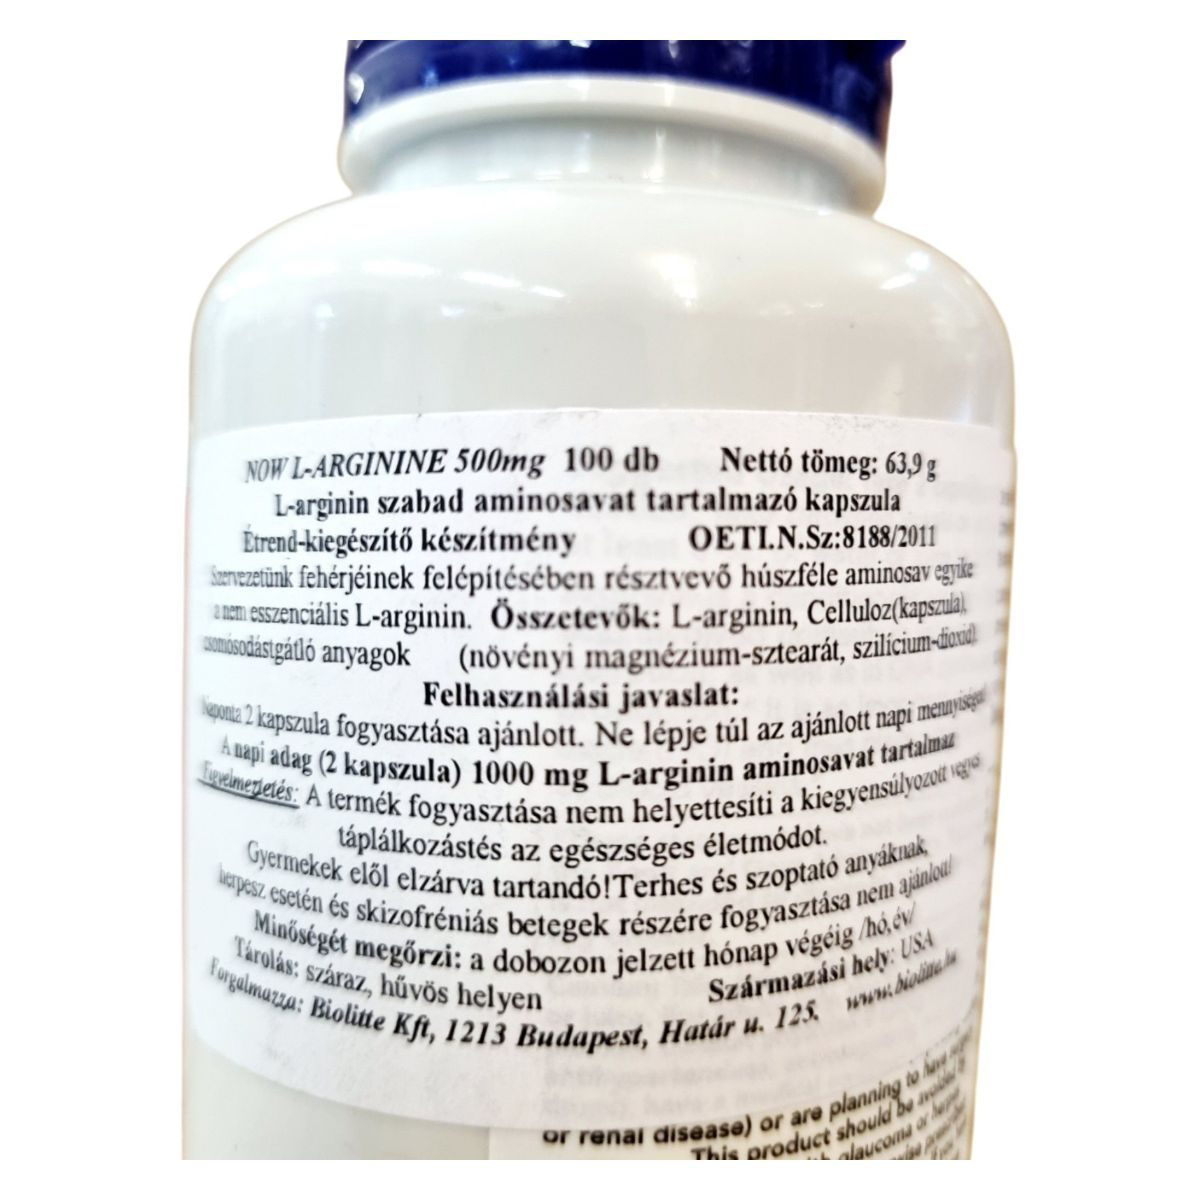 NOW L-ARGININE 500mg 100 db Nettó tömeg: 63,9 g
L-arginin szabad aminosavat tartalmazó kapszula
Étrend-kiegészítő készítmény OETI.N.Sz:8188/2011
Szervezetünk fehérjéinek felépítésében résztvevő húszféle aminosav egyike
a nem esszenciális L-arginin. Összetevők: L-arginin, Celluloz(kapszula),
csomósodástgátló anyagok (növényi magnézium-sztearát, szilícium-dioxid)
Felhasználási javaslat:
Naponta 2 kapszula fogyasztása ajánlott. Ne lépje túl az ajánlott napi mennyiséget!
A napi adag (2 kapszula) 1000 mg L-arginin aminosavat tartalmaz
Figyelmeztetés: A termék fogyasztása nem helyettesíti a kiegyensúlyozott vegyes
táplálkozástés az egészséges életmódot.
Gyermekek elől elzárva tartandó!Terhes és szoptató anyáknak,
herpesz esetén és skizofréniás betegek részére fogyasztása nem ajánlott!
Minőségét megőrzi: a dobozon jelzett hónap végéig /hó,év/
Tárolás: száraz, hűvös helyen Származási hely: USA
Forgalmazza: Biolitte Kft, 1213 Budapest, Határ u. 125. www.biolitte.hu
or renal disease) or are planning to have
This product should be avoided
glaucoma or